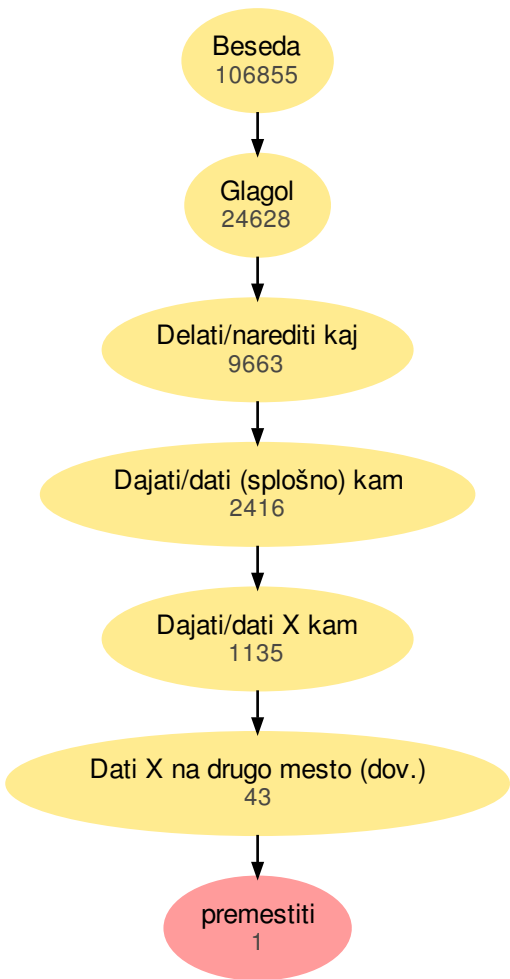 Beseda
106855
Glagol
24628
Delati/narediti kaj
9663
Dajati/dati (splošno) kam
2416
Dajati/dati X kam
1135
Dati X na drugo mesto (dov.)
43
premestiti
1